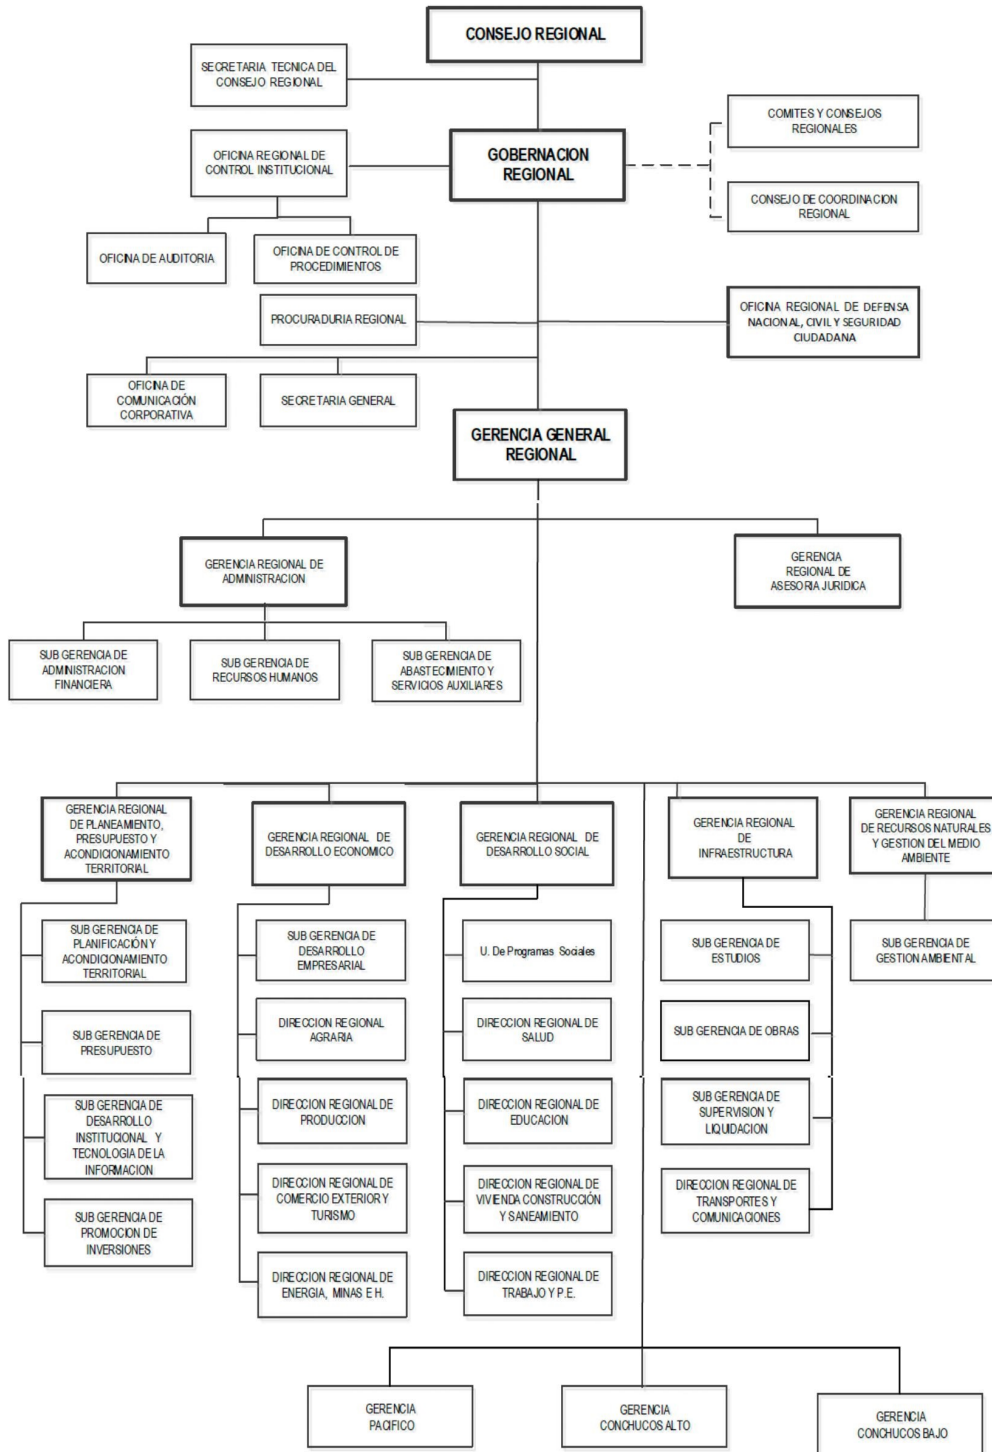 CONSEJO REGIONAL
SECRETARIA TECNICA DEL
CONSEJO REGIONAL
COMITES Y CONSEJOS
REGIONALES
OFICINA REGIONAL DE
CONTROL INSTITUCIONAL
GOBERNACION
REGIONAL
CONSEJO DE COORDINACION
REGIONAL
OFICINA DE AUDITORIA
OFICINA DE CONTROL DE
PROCEDIMIENTOS
PROCURADURIA REGIONAL
OFICINA REGIONAL DE DEFENSA
NACIONAL, CIVIL Y SEGURIDAD
CIUDADANA
OFICINA DE
COMUNICACIÓN
CORPORATIVA
SECRETARIA GENERAL
GERENCIA GENERAL
REGIONAL
GERENCIA REGIONAL DE
ADMINISTRACION
GERENCIA
REGIONAL DE
ASESORIA JURIDICA
SUB GERENCIA DE
ADMINISTRACION
FINANCIERA
SUB GERENCIA DE
RECURSOS HUMANOS
SUB GERENCIA DE
ABASTECIMIENTO Y
SERVICIOS AUXILIARES
GERENCIA REGIONAL
DE PLANEAMIENTO,
PRESUPUESTO Y
ACONDICIONAMIENTO
TERRITORIAL
GERENCIA REGIONAL DE
DESARROLLO ECONOMICO
GERENCIA REGIONAL DE
DESARROLLO SOCIAL
GERENCIA REGIONAL
DE
INFRAESTRUCTURA
GERENCIA REGIONAL
DE RECURSOS NATURALES
Y GESTION DEL MEDIO
AMBIENTE
SUB GERENCIA DE
PLANIFICACIÓN Y
ACONDICIONAMIENTO
TERRITORIAL
SUB GERENCIA DE
DESARROLLO
EMPRESARIAL
U. De Programas Sociales
SUB GERENCIA DE
ESTUDIOS
SUB GERENCIA DE
GESTION AMBIENTAL
SUB GERENCIA DE
PRESUPUESTO
DIRECCION REGIONAL
AGRARIA
DIRECCION REGIONAL DE
SALUD
SUB GERENCIA DE OBRAS
SUB GERENCIA DE
DESARROLLO
INSTITUCIONAL Y
TECNOLOGIA DE LA
INFORMACION
DIRECCION REGIONAL DE
PRODUCCION
DIRECCION REGIONAL DE
EDUCACION
SUB GERENCIA DE
SUPERVISION Y
LIQUIDACION
SUB GERENCIA DE
PROMOCION DE
INVERSIONES
DIRECCION REGIONAL DE
COMERCIO EXTERIOR Y
TURISMO
DIRECCION REGIONAL DE
VIVIENDA CONSTRUCCIÓN
Y SANEAMIENTO
DIRECCION REGIONAL DE
TRANSPORTES Y
COMUNICACIONES
DIRECCION REGIONAL DE
ENERGIA, MINAS E H.
DIRECCION REGIONAL DE
TRABAJO Y P.E.
GERENCIA
PACIFICO
GERENCIA
CONCHUCOS ALTO
GERENCIA
CONCHUCOS BAJO